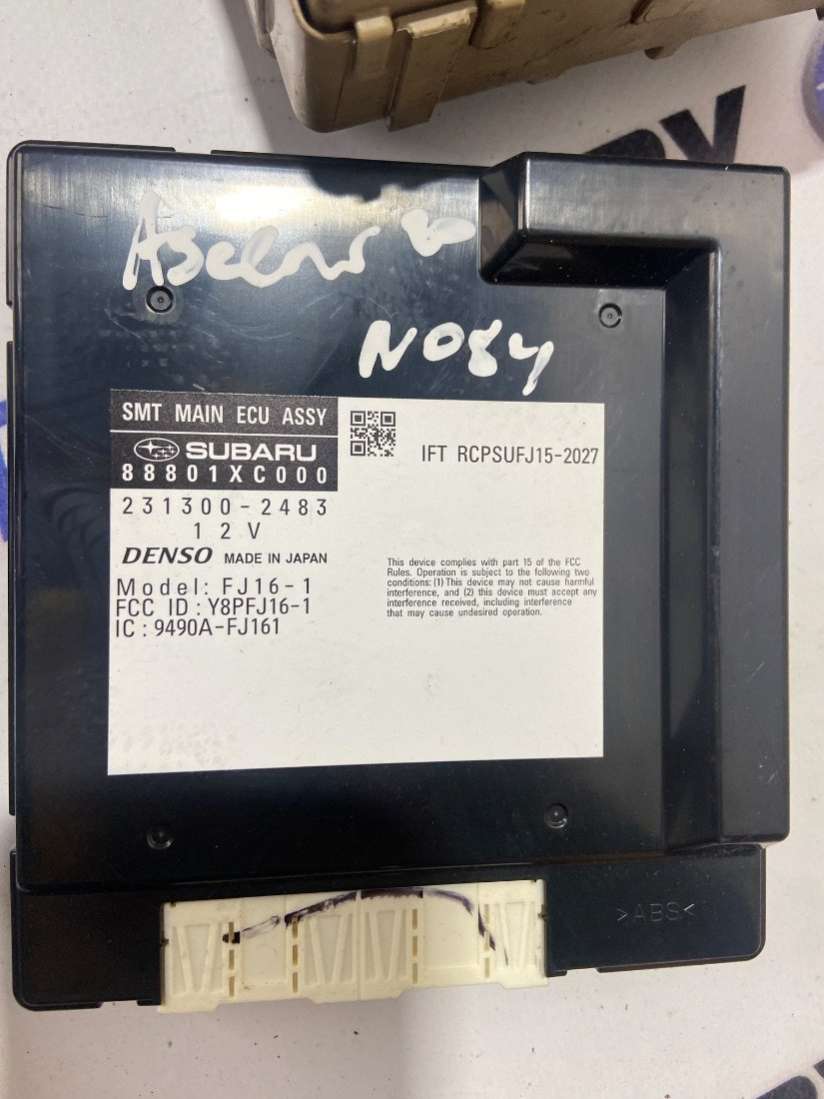 Ascent 20
N084
SMT MAIN ECU ASSY
SUBARU
88801XC000
IFT RCPSUFJ15-2027
231300-2483
12V
DENSO MADE IN JAPAN
Model: FJ16-1
FCC ID : Y8PFJ16-1
IC : 9490A-FJ161
This device complies with part 15 of the FCC
Rules. Operation is subject to the following two
conditions: (1) This device may not cause harmful
interference, and (2) this device must accept any
interference received, including interference
that may cause undesired operation.
>ABS<